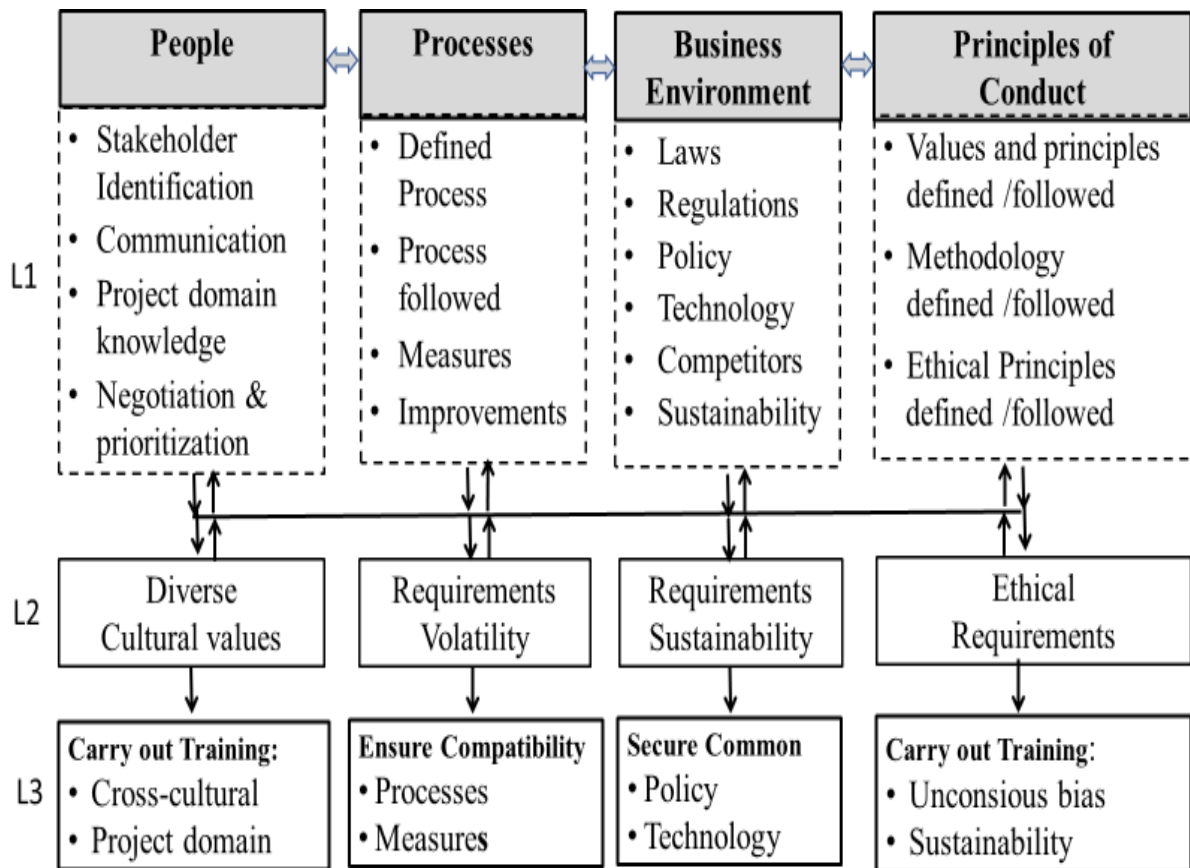 People
Processes
Business
Environment
Principles of
Conduct
L1
• Stakeholder
Identification
• Communication
• Project domain
knowledge
• Negotiation &
prioritization
• Defined
Process
• Process
followed
• Measures
• Improvements
• Laws
• Regulations
• Policy
• Technology
• Competitors
• Sustainability
• Values and principles
defined /followed
• Methodology
defined /followed
• Ethical Principles
defined /followed
L2
Diverse
Cultural values
Requirements
Volatility
Requirements
Sustainability
Ethical
Requirements
L3
Carry out Training:
• Cross-cultural
• Project domain
Ensure Compatibility
• Processes
• Measures
Secure Common
• Policy
• Technology
Carry out Training:
• Unconsious bias
• Sustainability